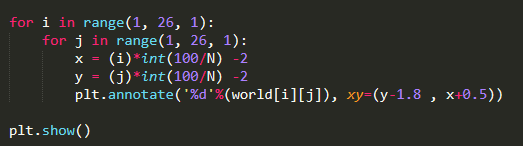 for i in range(1, 26, 1):
    for j in range(1, 26, 1):
        x = (i)*int(100/N) -2
        y = (j)*int(100/N) -2
        plt.annotate('%d'%(world[i][j]), xy=(y-1.8 , x+0.5))
plt.show()